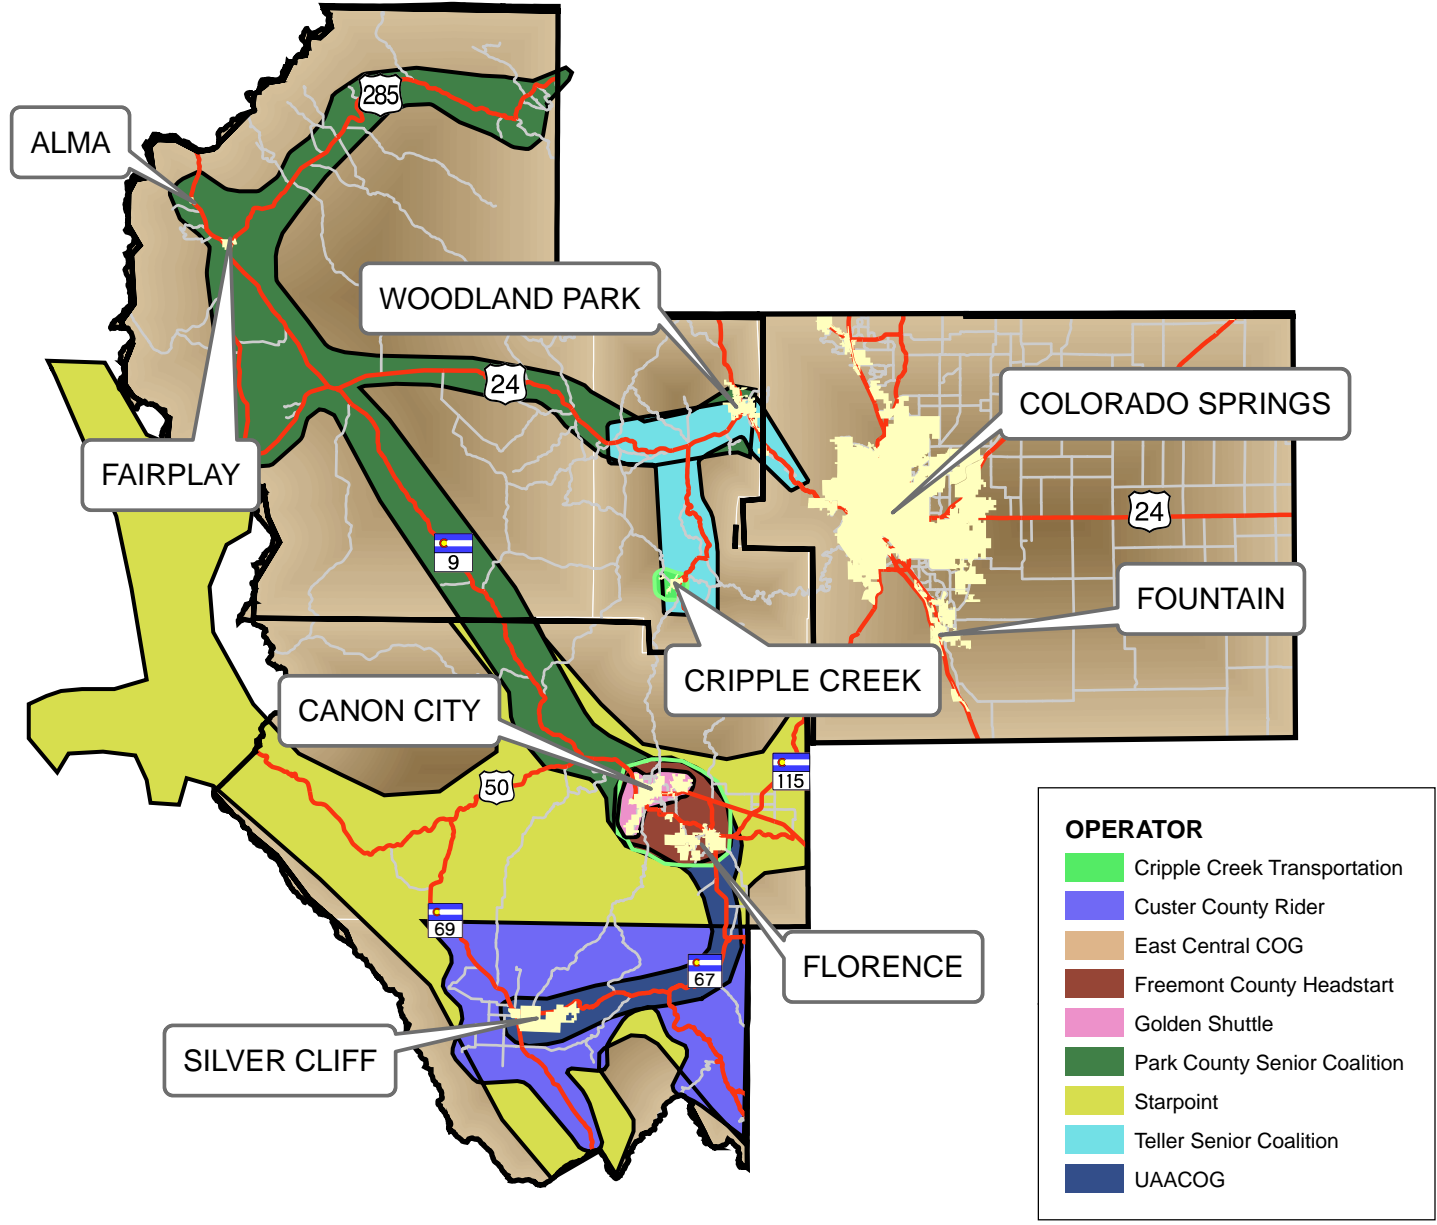 285
ALMA
WOODLAND PARK
24
COLORADO SPRINGS
FAIRPLAY
24
9
FOUNTAIN
CRIPPLE CREEK
CANON CITY
50
115
OPERATOR
Cripple Creek Transportation
Custer County Rider
69
East Central COG
FLORENCE
67
Freemont County Headstart
Golden Shuttle
SILVER CLIFF
Park County Senior Coalition
Starpoint
Teller Senior Coalition
UAACOG